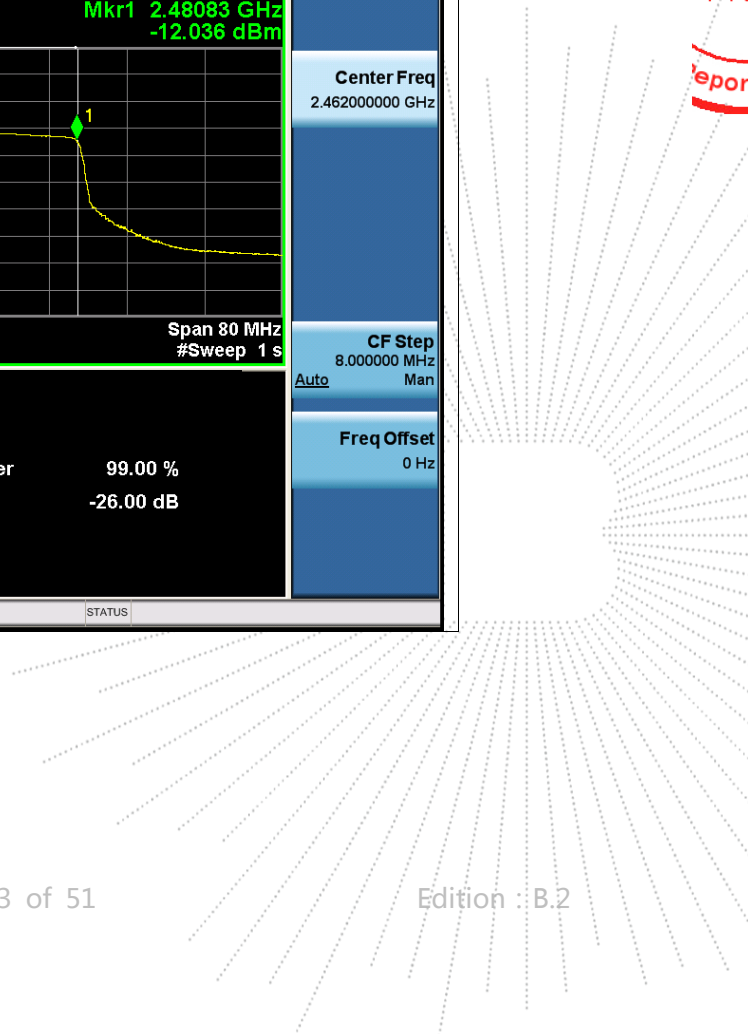 Mkr1 2.48083 GHz
-12.036 dBm
Center Freq
2.462000000 GHz
1
Span 80 MHz
#Sweep 1 s
CF Step
8.000000 MHz
Auto Man
Freq Offset
0 Hz
99.00 %
-26.00 dB
STATUS
3 of 51
Edition : B.2